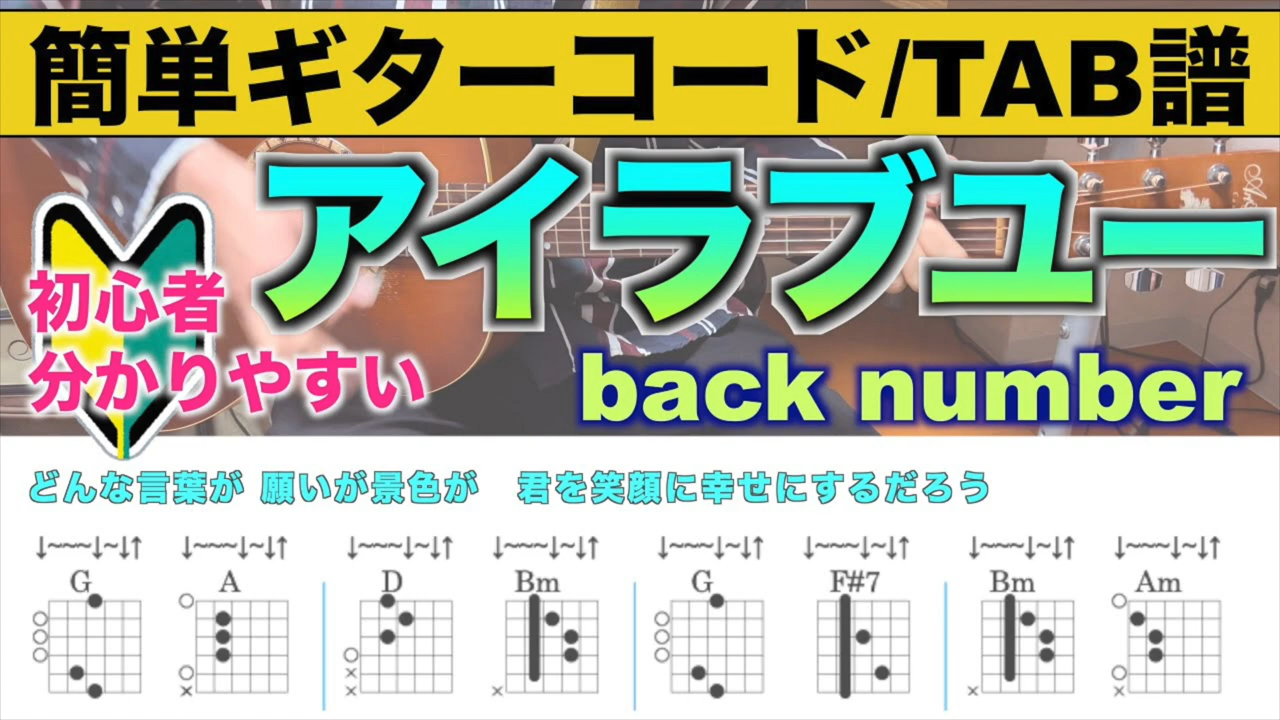 簡単ギターコード/TAB譜
アイラブユー
初心者
分かりやすい
back number
どんな言葉が 願いが景色が 君を笑顔に幸せにするだろう
↓~~~↓~↓↑ ↓~~~↓~↓↑ ↓~~~↓~↓↑ ↓~~~↓~↓↑ ↓~~~↓~↓↑ ↓~~~↓~↓↑ ↓~~~↓~↓↑ ↓~~~↓~↓↑
G A D Bm G F#7 Bm Am